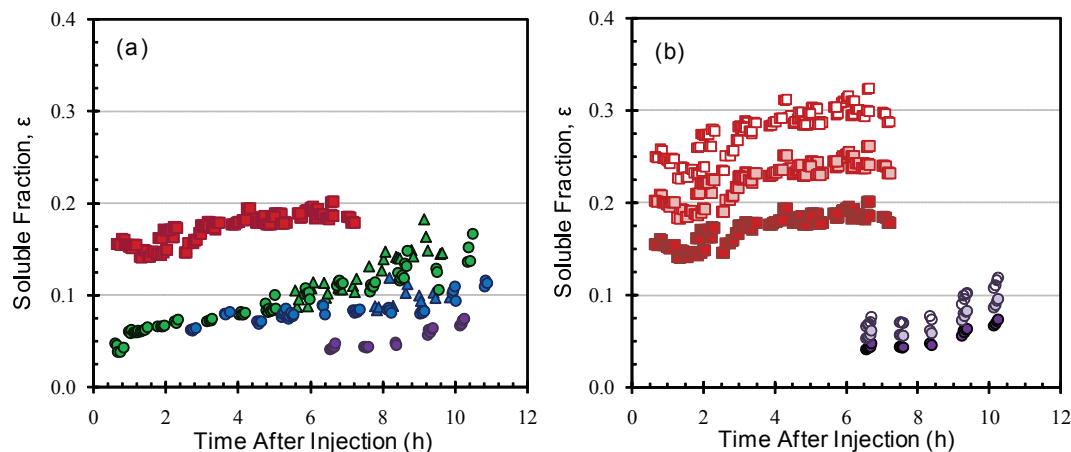 (a)
Soluble Fraction, ε
0.4
0.3
0.2
0.1
0.0
0 2 4 6 8 10 12
Time After Injection (h)
(b)
Soluble Fraction, ε
0.4
0.3
0.2
0.1
0.0
0 2 4 6 8 10 12
Time After Injection (h)